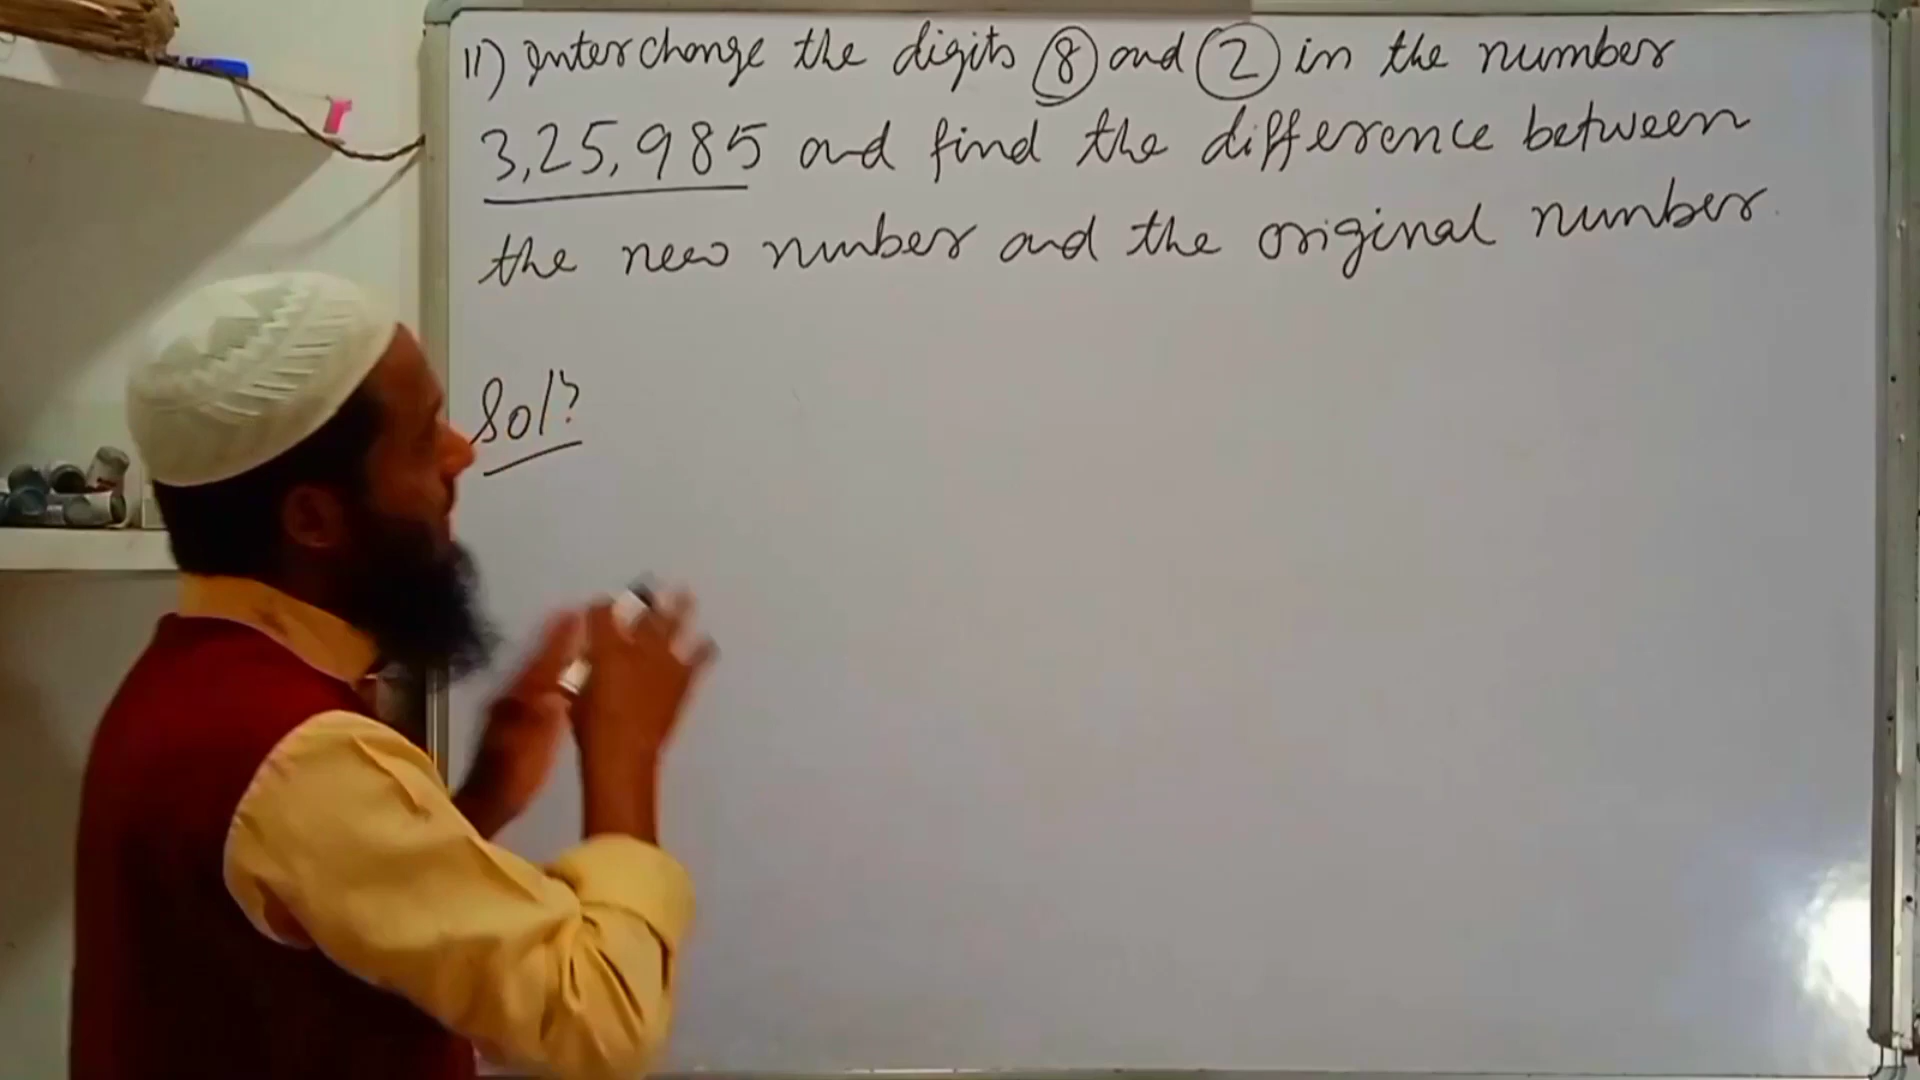 11) Interchange the digits 8 and 2 in the number
3,25,985 and find the difference between
the new number and the original number.
Sol?